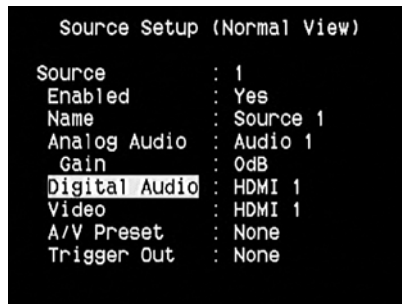 Source Setup (Normal View)
Source : 1
Enabled : Yes
Name : Source 1
Analog Audio : Audio 1
Gain : 0dB
Digital Audio : HDMI 1
Video : HDMI 1
A/V Preset : None
Trigger Out : None